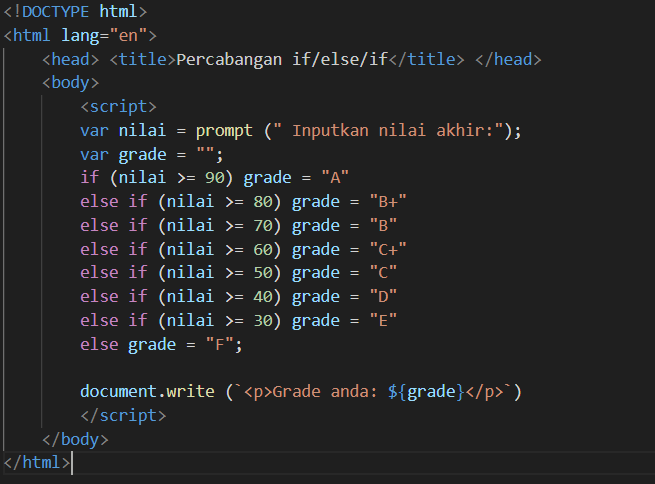 <!DOCTYPE html>
<html lang="en">
<head> <title>Percabangan if/else/if</title> </head>
<body>
<script>
var nilai = prompt (" Inputkan nilai akhir:");
var grade = "";
if (nilai >= 90) grade = "A"
else if (nilai >= 80) grade = "B+"
else if (nilai >= 70) grade = "B"
else if (nilai >= 60) grade = "C+"
else if (nilai >= 50) grade = "C"
else if (nilai >= 40) grade = "D"
else if (nilai >= 30) grade = "E"
else grade = "F";
document.write (`<p>Grade anda: ${grade}</p>`)
</script>
</body>
</html>